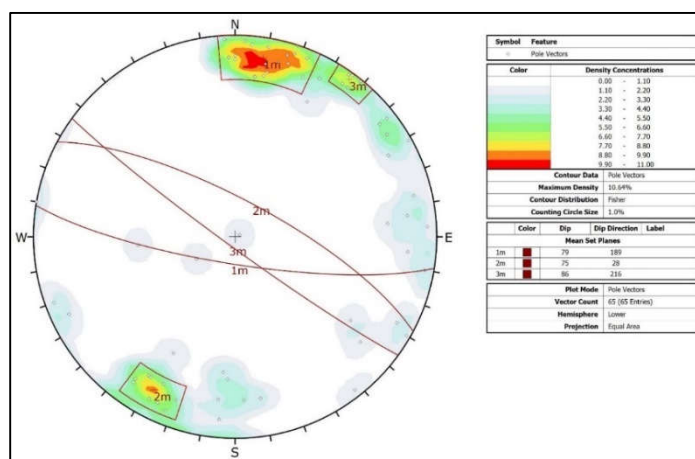 N
1m
3m
2m
W
E
3m
1m
2m
S
Symbol Feature
Pole Vectors
Color Density Concentrations
0.00 - 1.10
1.10 - 2.20
2.20 - 3.30
3.30 - 4.40
4.40 - 5.50
5.50 - 6.60
6.60 - 7.70
7.70 - 8.80
8.80 - 9.90
9.90 - 11.00
Contour Data Pole Vectors
Maximum Density 10.64%
Contour Distribution Fisher
Counting Circle Size 1.0%
Color Dip Dip Direction Label
Mean Set Planes
1m 79 189
2m 75 28
3m 86 216
Plot Mode Pole Vectors
Vector Count 65 (65 Entries)
Hemisphere Lower
Projection Equal Area